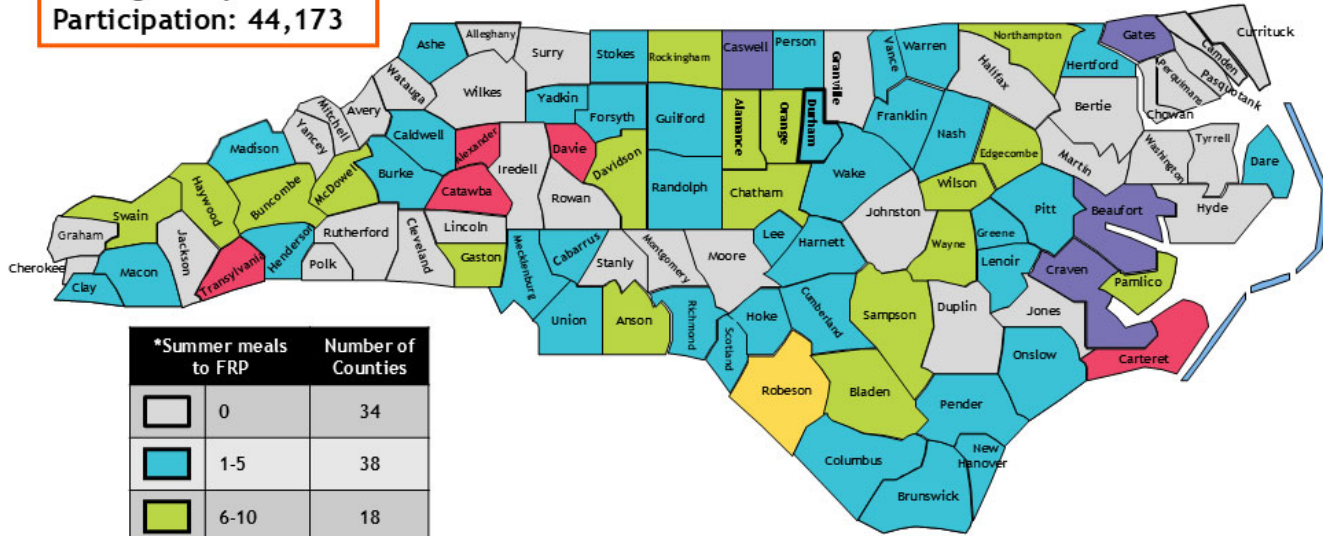 Participation: 44,173
Ashe
Alleghany
Surry
Stokes
Rockingham
Caswell
Person
Granville
Vance
Warren
Northampton
Hertford
Gates
Currituck
Camden
Pasquotank
Perquimans
Chowan
Halifax
Bertie
Watauga
Wilkes
Yadkin
Forsyth
Guilford
Alamance
Orange
Durham
Franklin
Nash
Edgecombe
Martin
Washington
Tyrrell
Dare
Mitchell
Avery
Yancey
Caldwell
Alexander
Davie
Iredell
Davidson
Randolph
Chatham
Wake
Wilson
Pitt
Beaufort
Hyde
Madison
Burke
McDowell
Buncombe
Haywood
Catawba
Rowan
Johnston
Greene
Wayne
Lenoir
Craven
Pamlico
Swain
Graham
Jackson
Rutherford
Lincoln
Cleveland
Gaston
Mecklenburg
Cabarrus
Stanly
Montgomery
Moore
Lee
Harnett
Cherokee
Macon
Clay
Transylvania
Henderson
Polk
Union
Anson
Richmond
Scotland
Hoke
Cumberland
Sampson
Duplin
Jones
Onslow
Carteret
Robeson
Bladen
Pender
Columbus
Brunswick
New
Hanover
*Summer meals Number of
to FRP Counties
0 34
1-5 38
6-10 18